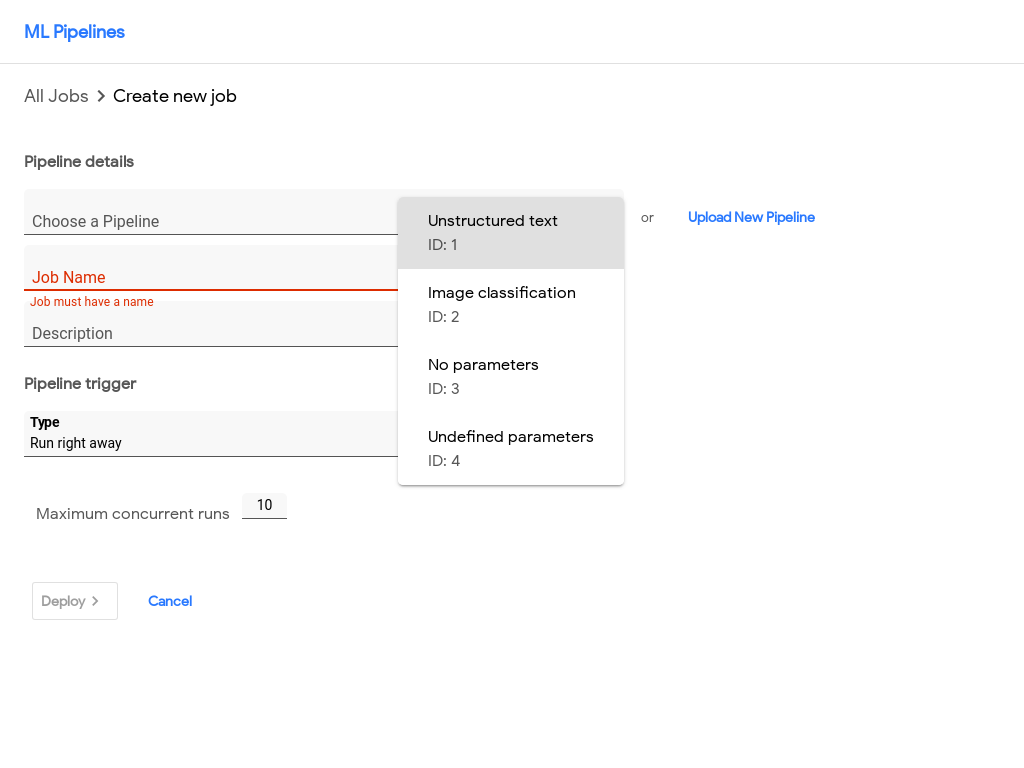 ML Pipelines
All Jobs > Create new job
Pipeline details
Choose a Pipeline
or
Upload New Pipeline
Job Name
Job must have a name
Description
Unstructured text
ID: 1
Image classification
ID: 2
No parameters
ID: 3
Undefined parameters
ID: 4
Pipeline trigger
Type
Run right away
Maximum concurrent runs 10
Deploy >
Cancel